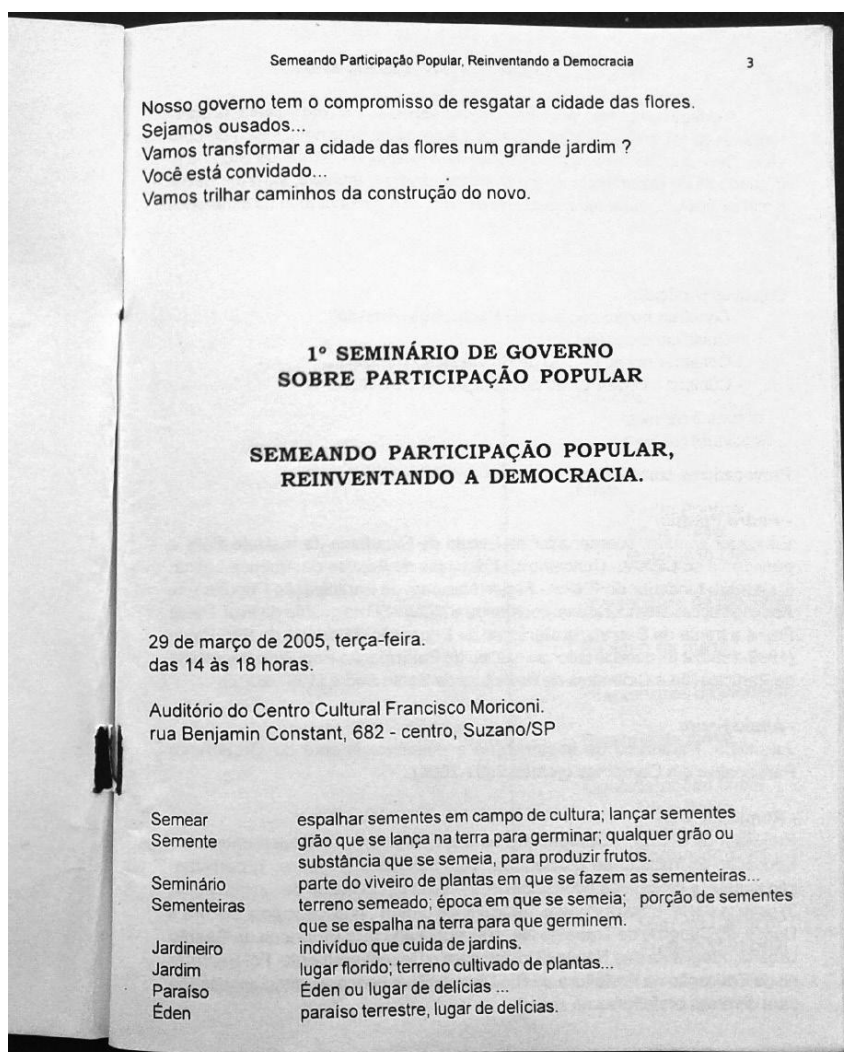 Semeando Participação Popular, Reinventando a Democracia 3
Nosso governo tem o compromisso de resgatar a cidade das flores.
Sejamos ousados...
Vamos transformar a cidade das flores num grande jardim ?
Você está convidado...
Vamos trilhar caminhos da construção do novo.
1º SEMINÁRIO DE GOVERNO
SOBRE PARTICIPAÇÃO POPULAR
SEMEANDO PARTICIPAÇÃO POPULAR,
REINVENTANDO A DEMOCRACIA.
29 de março de 2005, terça-feira.
das 14 às 18 horas.
Auditório do Centro Cultural Francisco Moriconi.
rua Benjamin Constant, 682 - centro, Suzano/SP
Semear espalhar sementes em campo de cultura; lançar sementes
Semente grão que se lança na terra para germinar; qualquer grão ou
substância que se semeia, para produzir frutos.
Seminário parte do viveiro de plantas em que se fazem as sementeiras...
Sementeiras terreno semeado; época em que se semeia; porção de sementes
que se espalha na terra para que germinem.
Jardineiro indivíduo que cuida de jardins.
Jardim lugar florido; terreno cultivado de plantas...
Paraíso Éden ou lugar de delícias ...
Éden paraíso terrestre, lugar de delícias.